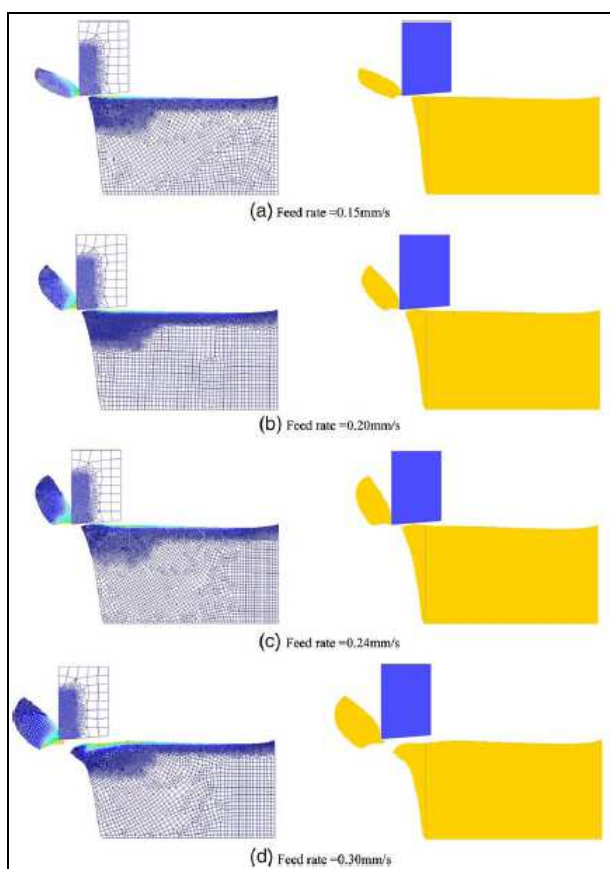 (a) Feed rate =0.15mm/s
(b) Feed rate =0.20mm/s
(c) Feed rate =0.24mm/s
(d) Feed rate=0.30mm/s